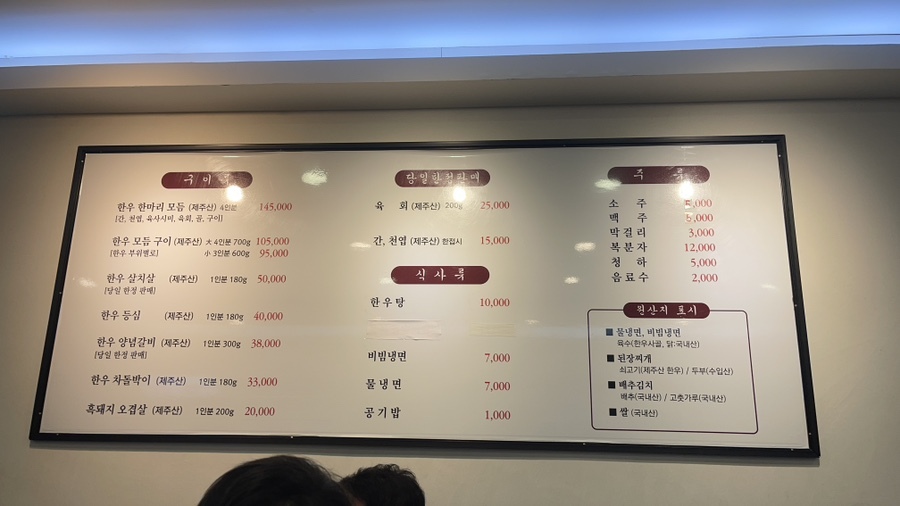 구 이 류
한우 한마리 모듬 (제주산) 4인분 145,000
[간, 천엽, 육사시미, 육회, 곰, 구이]
한우 모듬 구이 (제주산) 大 4인분 700g 105,000
[한우 부위별로] 小 3인분 600g 95,000
한우 살치살 (제주산) 1인분 180g 50,000
[당일 한정 판매]
한우 등심 (제주산) 1인분 180g 40,000
한우 양념갈비 (제주산) 1인분 300g 38,000
[당일 한정 판매]
한우 차돌박이 (제주산) 1인분 180g 33,000
흑돼지 오겹살 (제주산) 1인분 200g 20,000
당일한정판매
육 회 (제주산) 200g 25,000
간, 천엽 (제주산) 한접시 15,000
식 사 류
한우탕 10,000
비빔냉면 7,000
물냉면 7,000
공기밥 1,000
주 류
소 주
맥 주
막걸리 3,000
복분자 12,000
청 하 5,000
음료수 2,000
원산지 표시
■ 물냉면, 비빔냉면
육수(한우사골, 닭:국내산)
■ 된장찌개
쇠고기(제주산 한우) / 두부(수입산)
■ 배추김치
배추(국내산) / 고춧가루(국내산)
■ 쌀 (국내산)